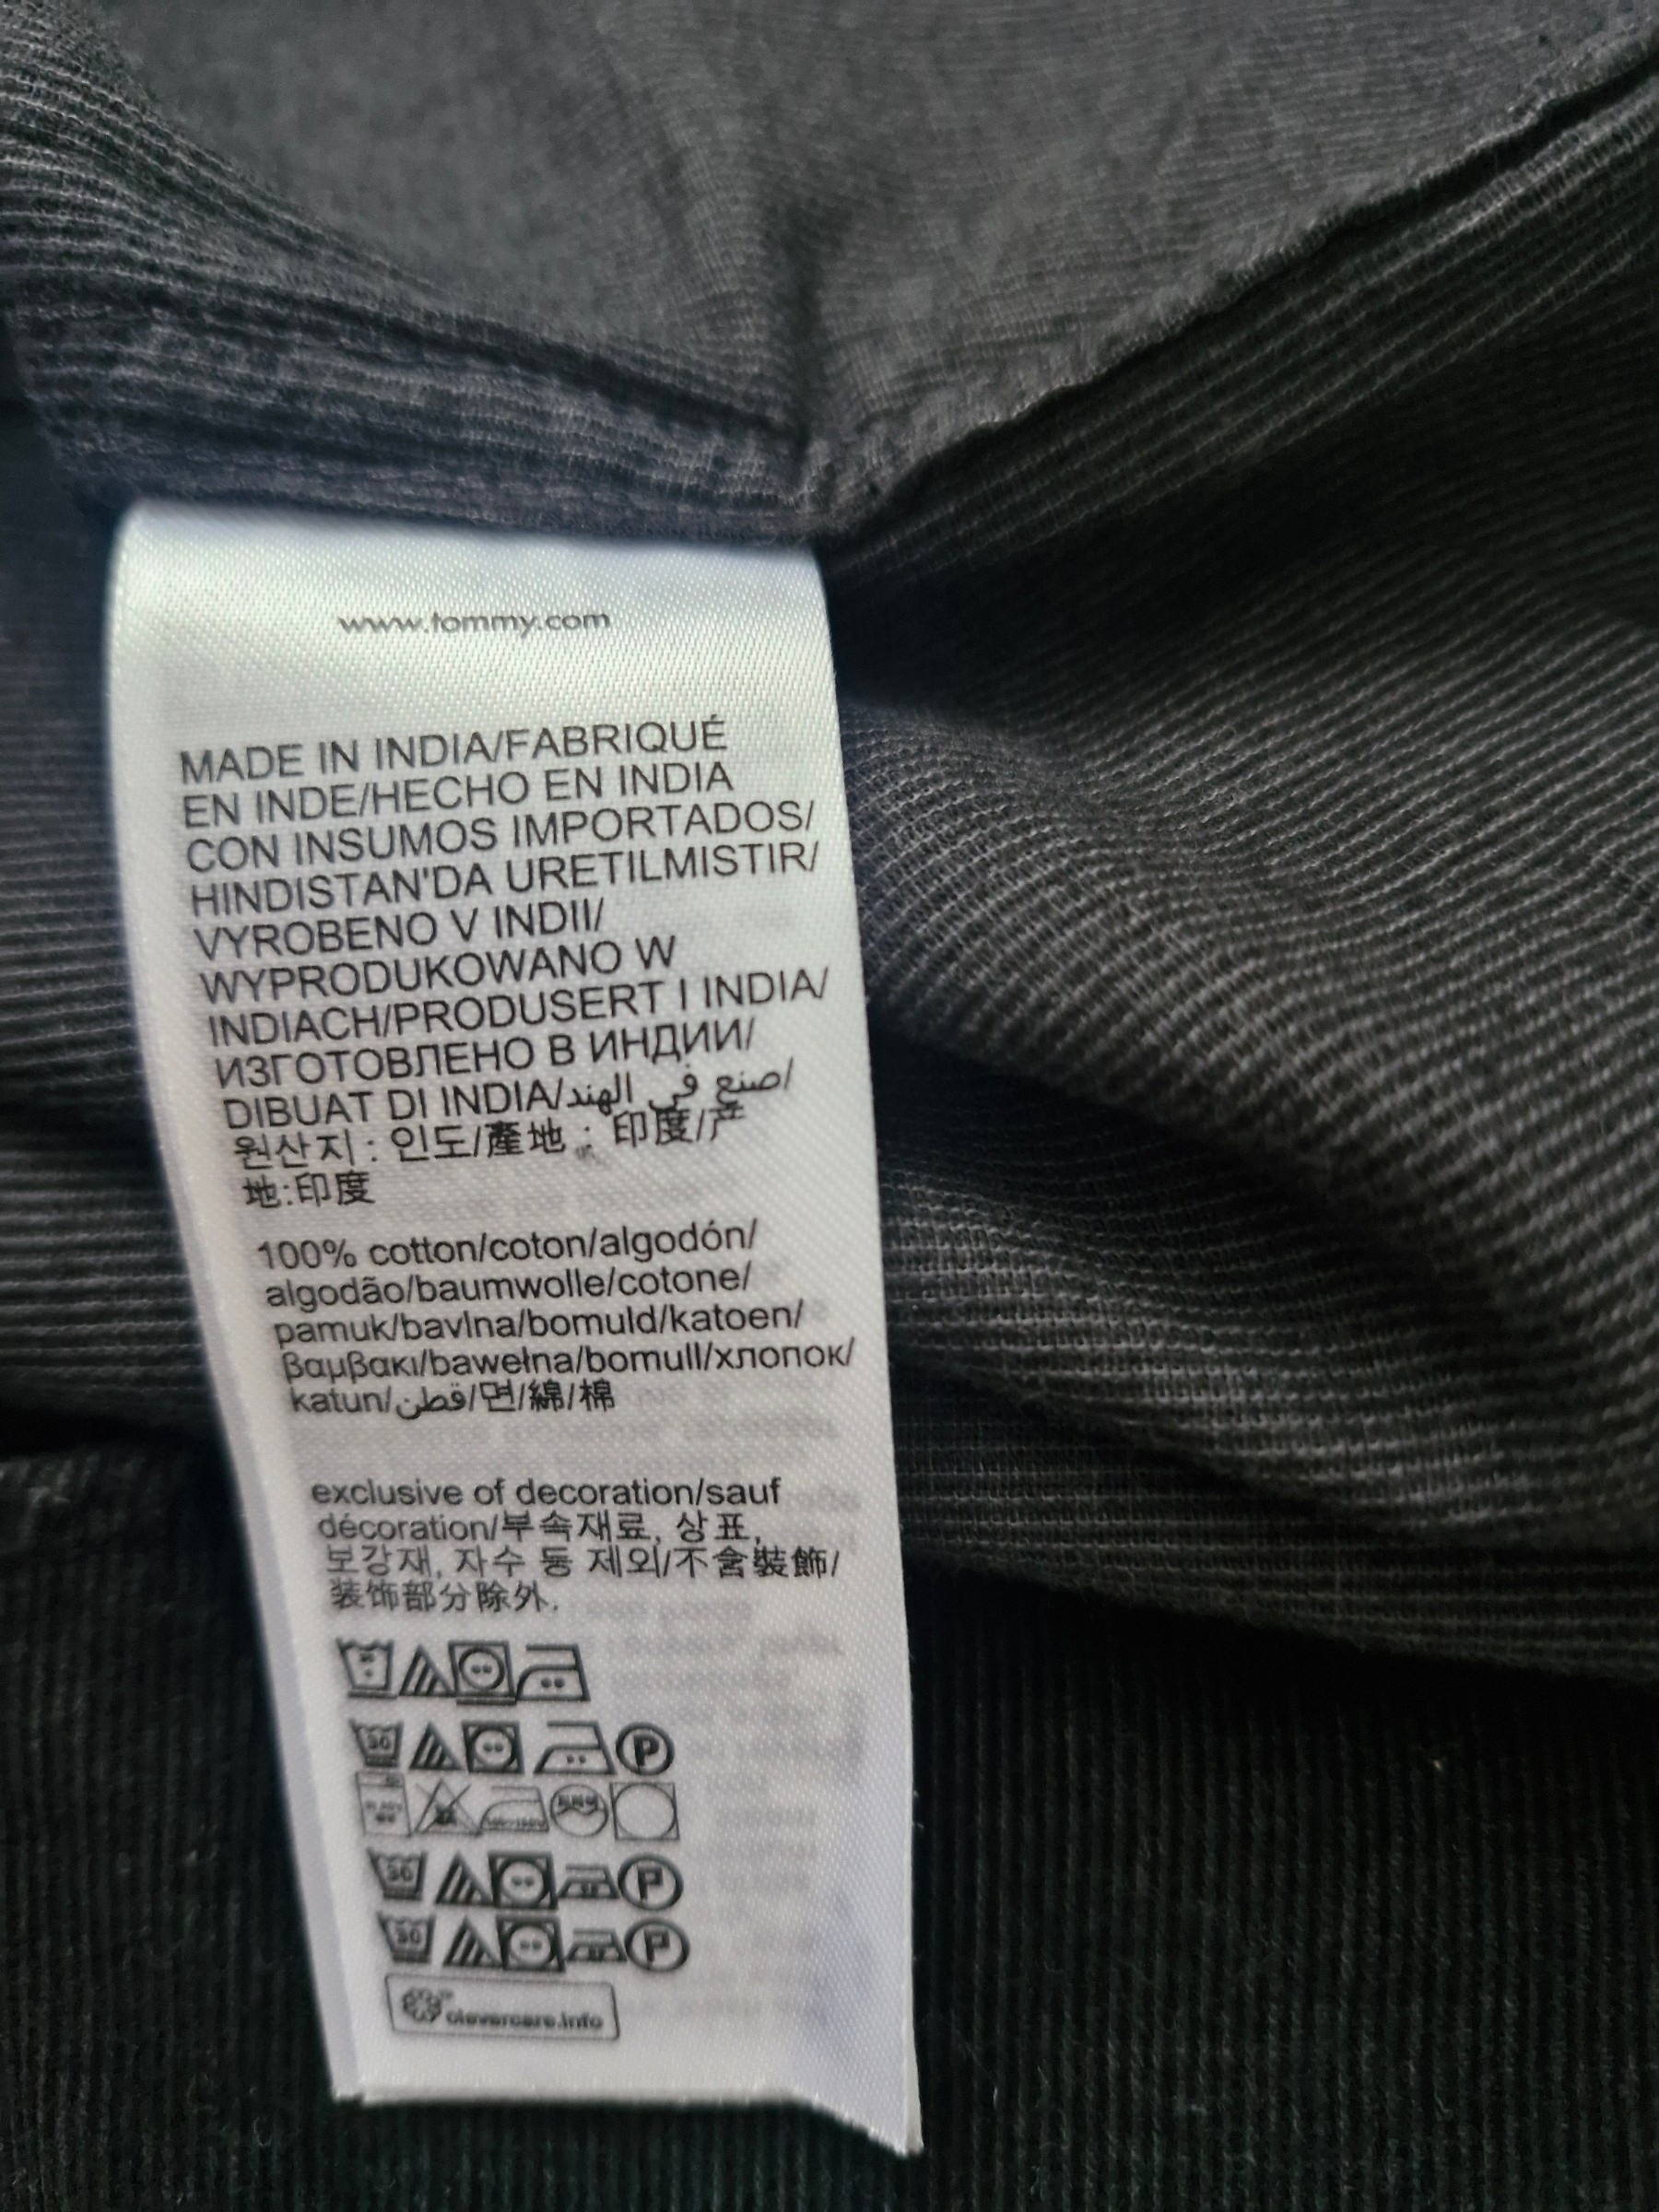 www.tommy.com
MADE IN INDIA/FABRIQUÉ
EN INDE/HECHO EN INDIA
CON INSUMOS IMPORTADOS/
HINDISTAN'DA URETILMISTIR/
VYROBENO V INDII/
WYPRODUKOWANO W
INDIACH/PRODUSERT I INDIA/
ИЗГОТОВЛЕНО В ИНДИИ/
DIBUAT DI INDIA/صنع في الهند/
원산지 : 인도/產地 : 印度/产
地:印度
100% cotton/coton/algodón/
algodão/baumwolle/cotone/
pamuk/bavlna/bomuld/katoen/
βαμβακι/bawełna/bomull/хлопок/
katun/قطن/면/綿/棉
exclusive of decoration/sauf
décoration/부속재료, 상표,
보강재, 자수 등 제외/不含裝飾/
装饰部分除外.
30 P
30 P
30 P
clevercare.info